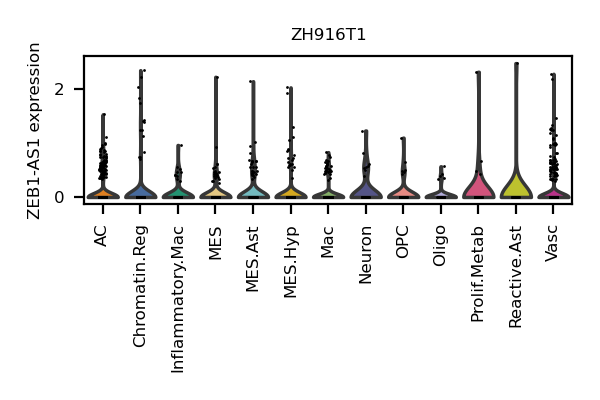 ZH916T1
ZEB1-AS1 expression
2
0
AC
Chromatin.Reg
Inflammatory.Mac
MES
MES.Ast
MES.Hyp
Mac
Neuron
OPC
Oligo
Prolif.Metab
Reactive.Ast
Vasc